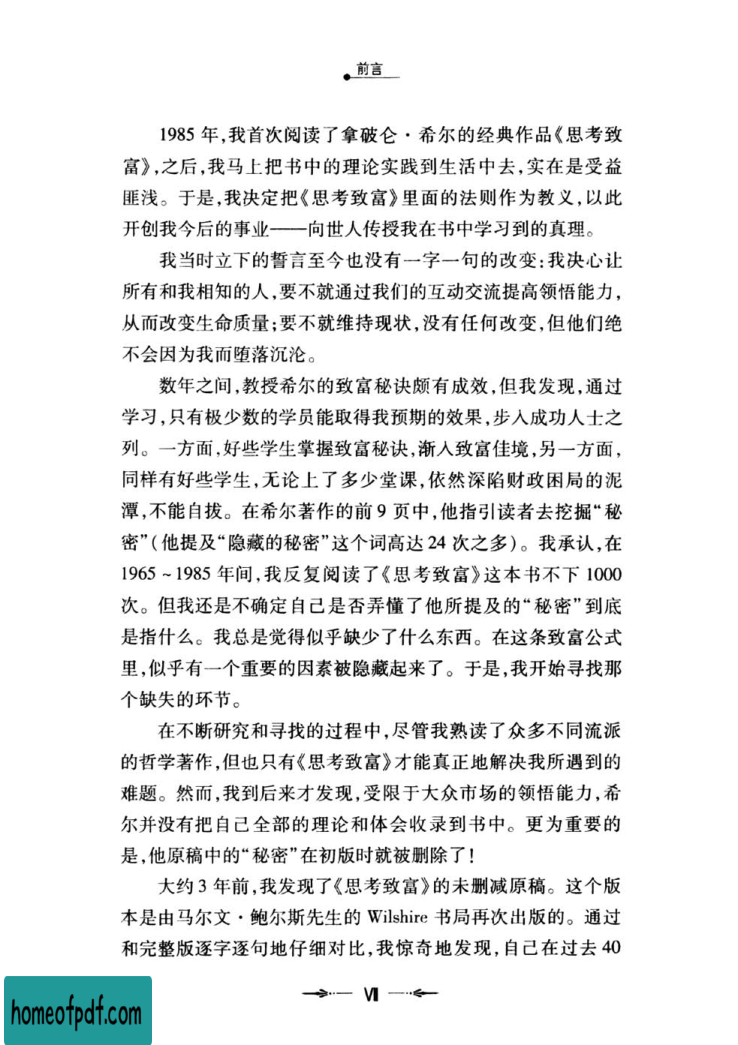 前言
1985 年,我首次阅读了拿破仑·希尔的经典作品《思考致
富》,之后,我马上把书中的理论实践到生活中去,实在是受益
匪浅。于是,我决定把《思考致富》里面的法则作为教义,以此
开创我今后的事业——向世人传授我在书中学习到的真理。
我当时立下的誓言至今也没有一字一句的改变:我决心让
所有和我相知的人,要不就通过我们的互动交流提高领悟能力,
从而改变生命质量;要不就维持现状,没有任何改变,但他们绝
不会因为我而堕落沉沦。
数年之间,教授希尔的致富秘诀颇有成效,但我发现,通过
学习,只有极少数的学员能取得我预期的效果,步入成功人士之
列。一方面,好些学生掌握致富秘诀,渐入致富佳境,另一方面,
同样有好些学生,无论上了多少堂课,依然深陷财政困局的泥
潭,不能自拔。在希尔著作的前 9 页中,他指引读者去挖掘“秘
密”(他提及“隐藏的秘密”这个词高达 24 次之多)。我承认,在
1965 ~ 1985 年间,我反复阅读了《思考致富》这本书不下 1000
次。但我还是不确定自己是否弄懂了他所提及的“秘密”到底
是指什么。我总是觉得似乎缺少了什么东西。在这条致富公式
里,似乎有一个重要的因素被隐藏起来了。于是,我开始寻找那
个缺失的环节。
在不断研究和寻找的过程中,尽管我熟读了众多不同流派
的哲学著作,但也只有《思考致富》才能真正地解决我所遇到的
难题。然而,我到后来才发现,受限于大众市场的领悟能力,希
尔并没有把自己全部的理论和体会收录到书中。更为重要的
是,他原稿中的“秘密”在初版时就被删除了!
大约 3 年前,我发现了《思考致富》的未删减原稿。这个版
本是由马尔文·鲍尔斯先生的 Wilshire 书局再次出版的。通过
和完整版逐字逐句地仔细对比,我惊奇地发现,自己在过去 40
Ⅶ
homeofpdf.com